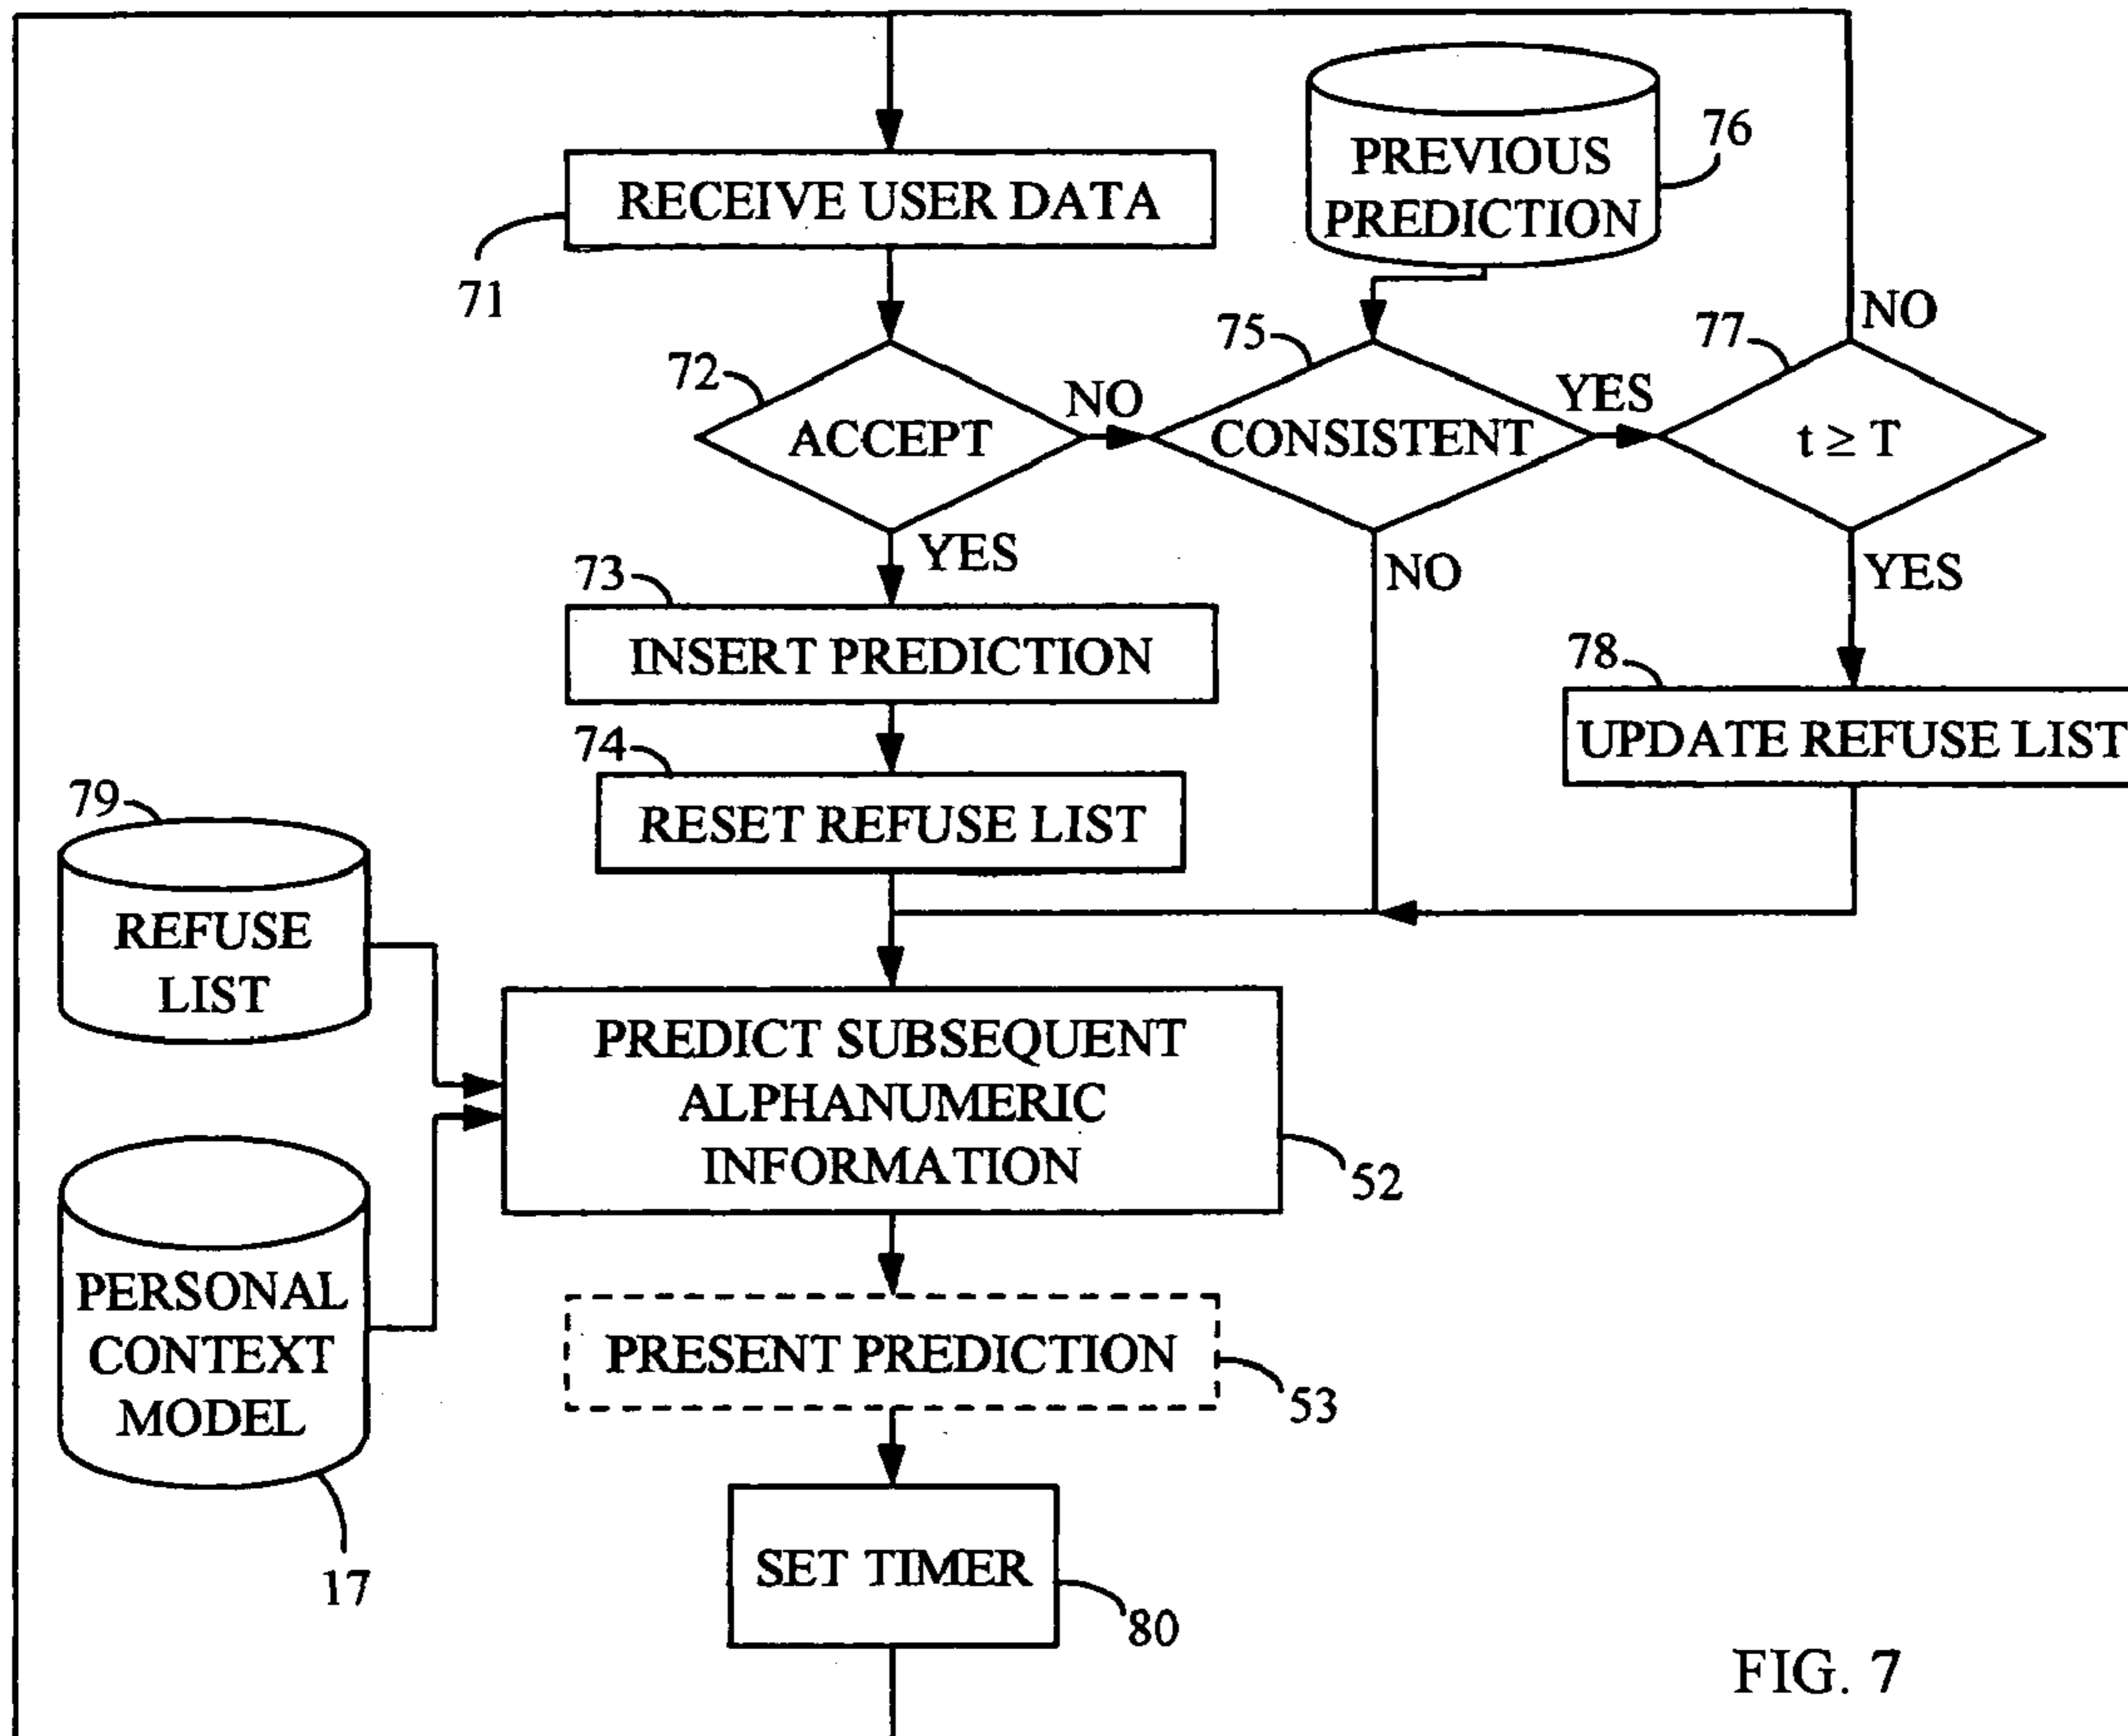 RECEIVE USER DATA
71
PREVIOUS
PREDICTION
76
72
ACCEPT
NO
YES
75
CONSISTENT
YES
NO
77
t ≥ T
NO
YES
73
INSERT PREDICTION
74
RESET REFUSE LIST
78
UPDATE REFUSE LIST
79
REFUSE
LIST
PREDICT SUBSEQUENT
ALPHANUMERIC
INFORMATION
52
PERSONAL
CONTEXT
MODEL
17
PRESENT PREDICTION
53
SET TIMER
80
FIG. 7